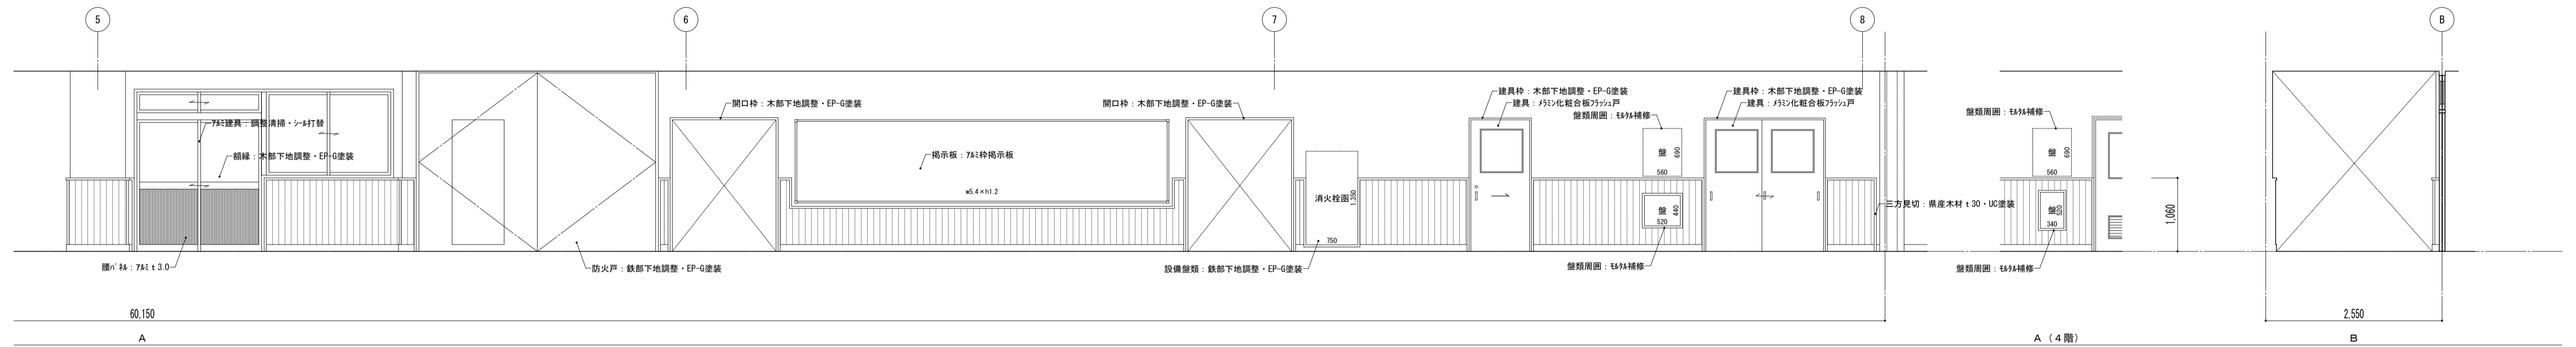 5
6
7
8
B
開口枠：木部下地調整・EP-G塗装
開口枠：木部下地調整・EP-G塗装
建具枠：木部下地調整・EP-G塗装
建具：ﾒﾗﾐﾝ化粧合板ﾌﾗｯｼｭ戸
盤類周囲：ﾓﾙﾀﾙ補修
建具枠：木部下地調整・EP-G塗装
建具：ﾒﾗﾐﾝ化粧合板ﾌﾗｯｼｭ戸
盤類周囲：ﾓﾙﾀﾙ補修
ｱﾙﾐ建具：調整清掃・ｼｰﾙ打替
額縁：木部下地調整・EP-G塗装
掲示板：ｱﾙﾐ枠掲示板
w5.4×h1.2
盤
690
560
盤
690
560
消火栓函
1,350
750
盤
440
520
三方見切：県産木材ｔ30・UC塗装
盤
520
340
1,060
腰ﾊﾟﾈﾙ：ｱﾙﾐｔ3.0
防火戸：鉄部下地調整・EP-G塗装
設備盤類：鉄部下地調整・EP-G塗装
盤類周囲：ﾓﾙﾀﾙ補修
盤類周囲：ﾓﾙﾀﾙ補修
60,150
2,550
A
A（４階）
B